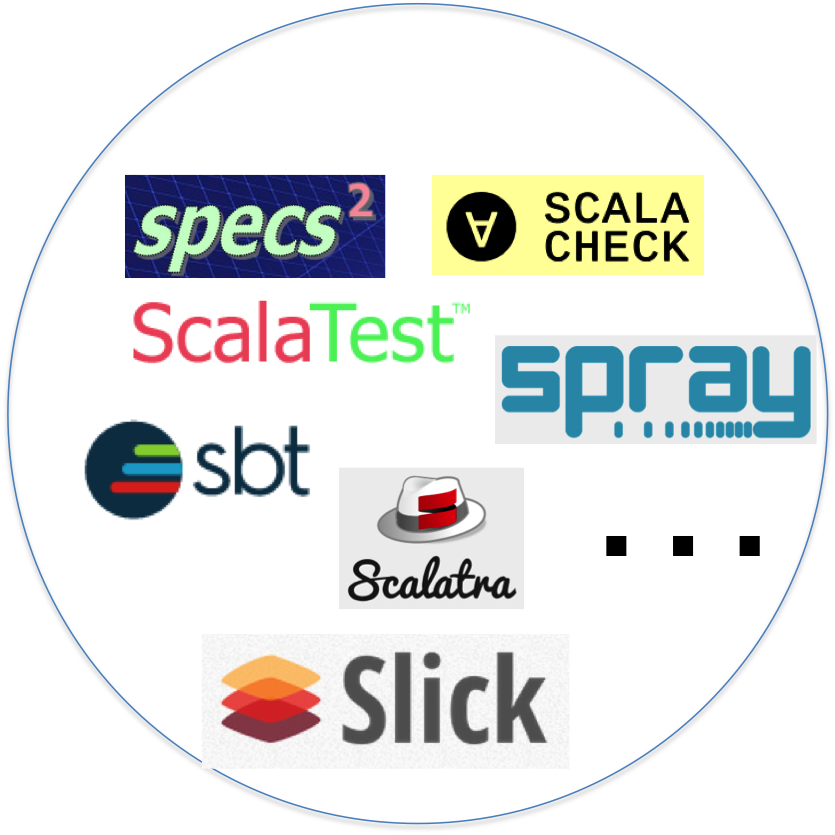 specs2
SCALA
CHECK
ScalaTest™
spray
sbt
Scalatra
...
Slick